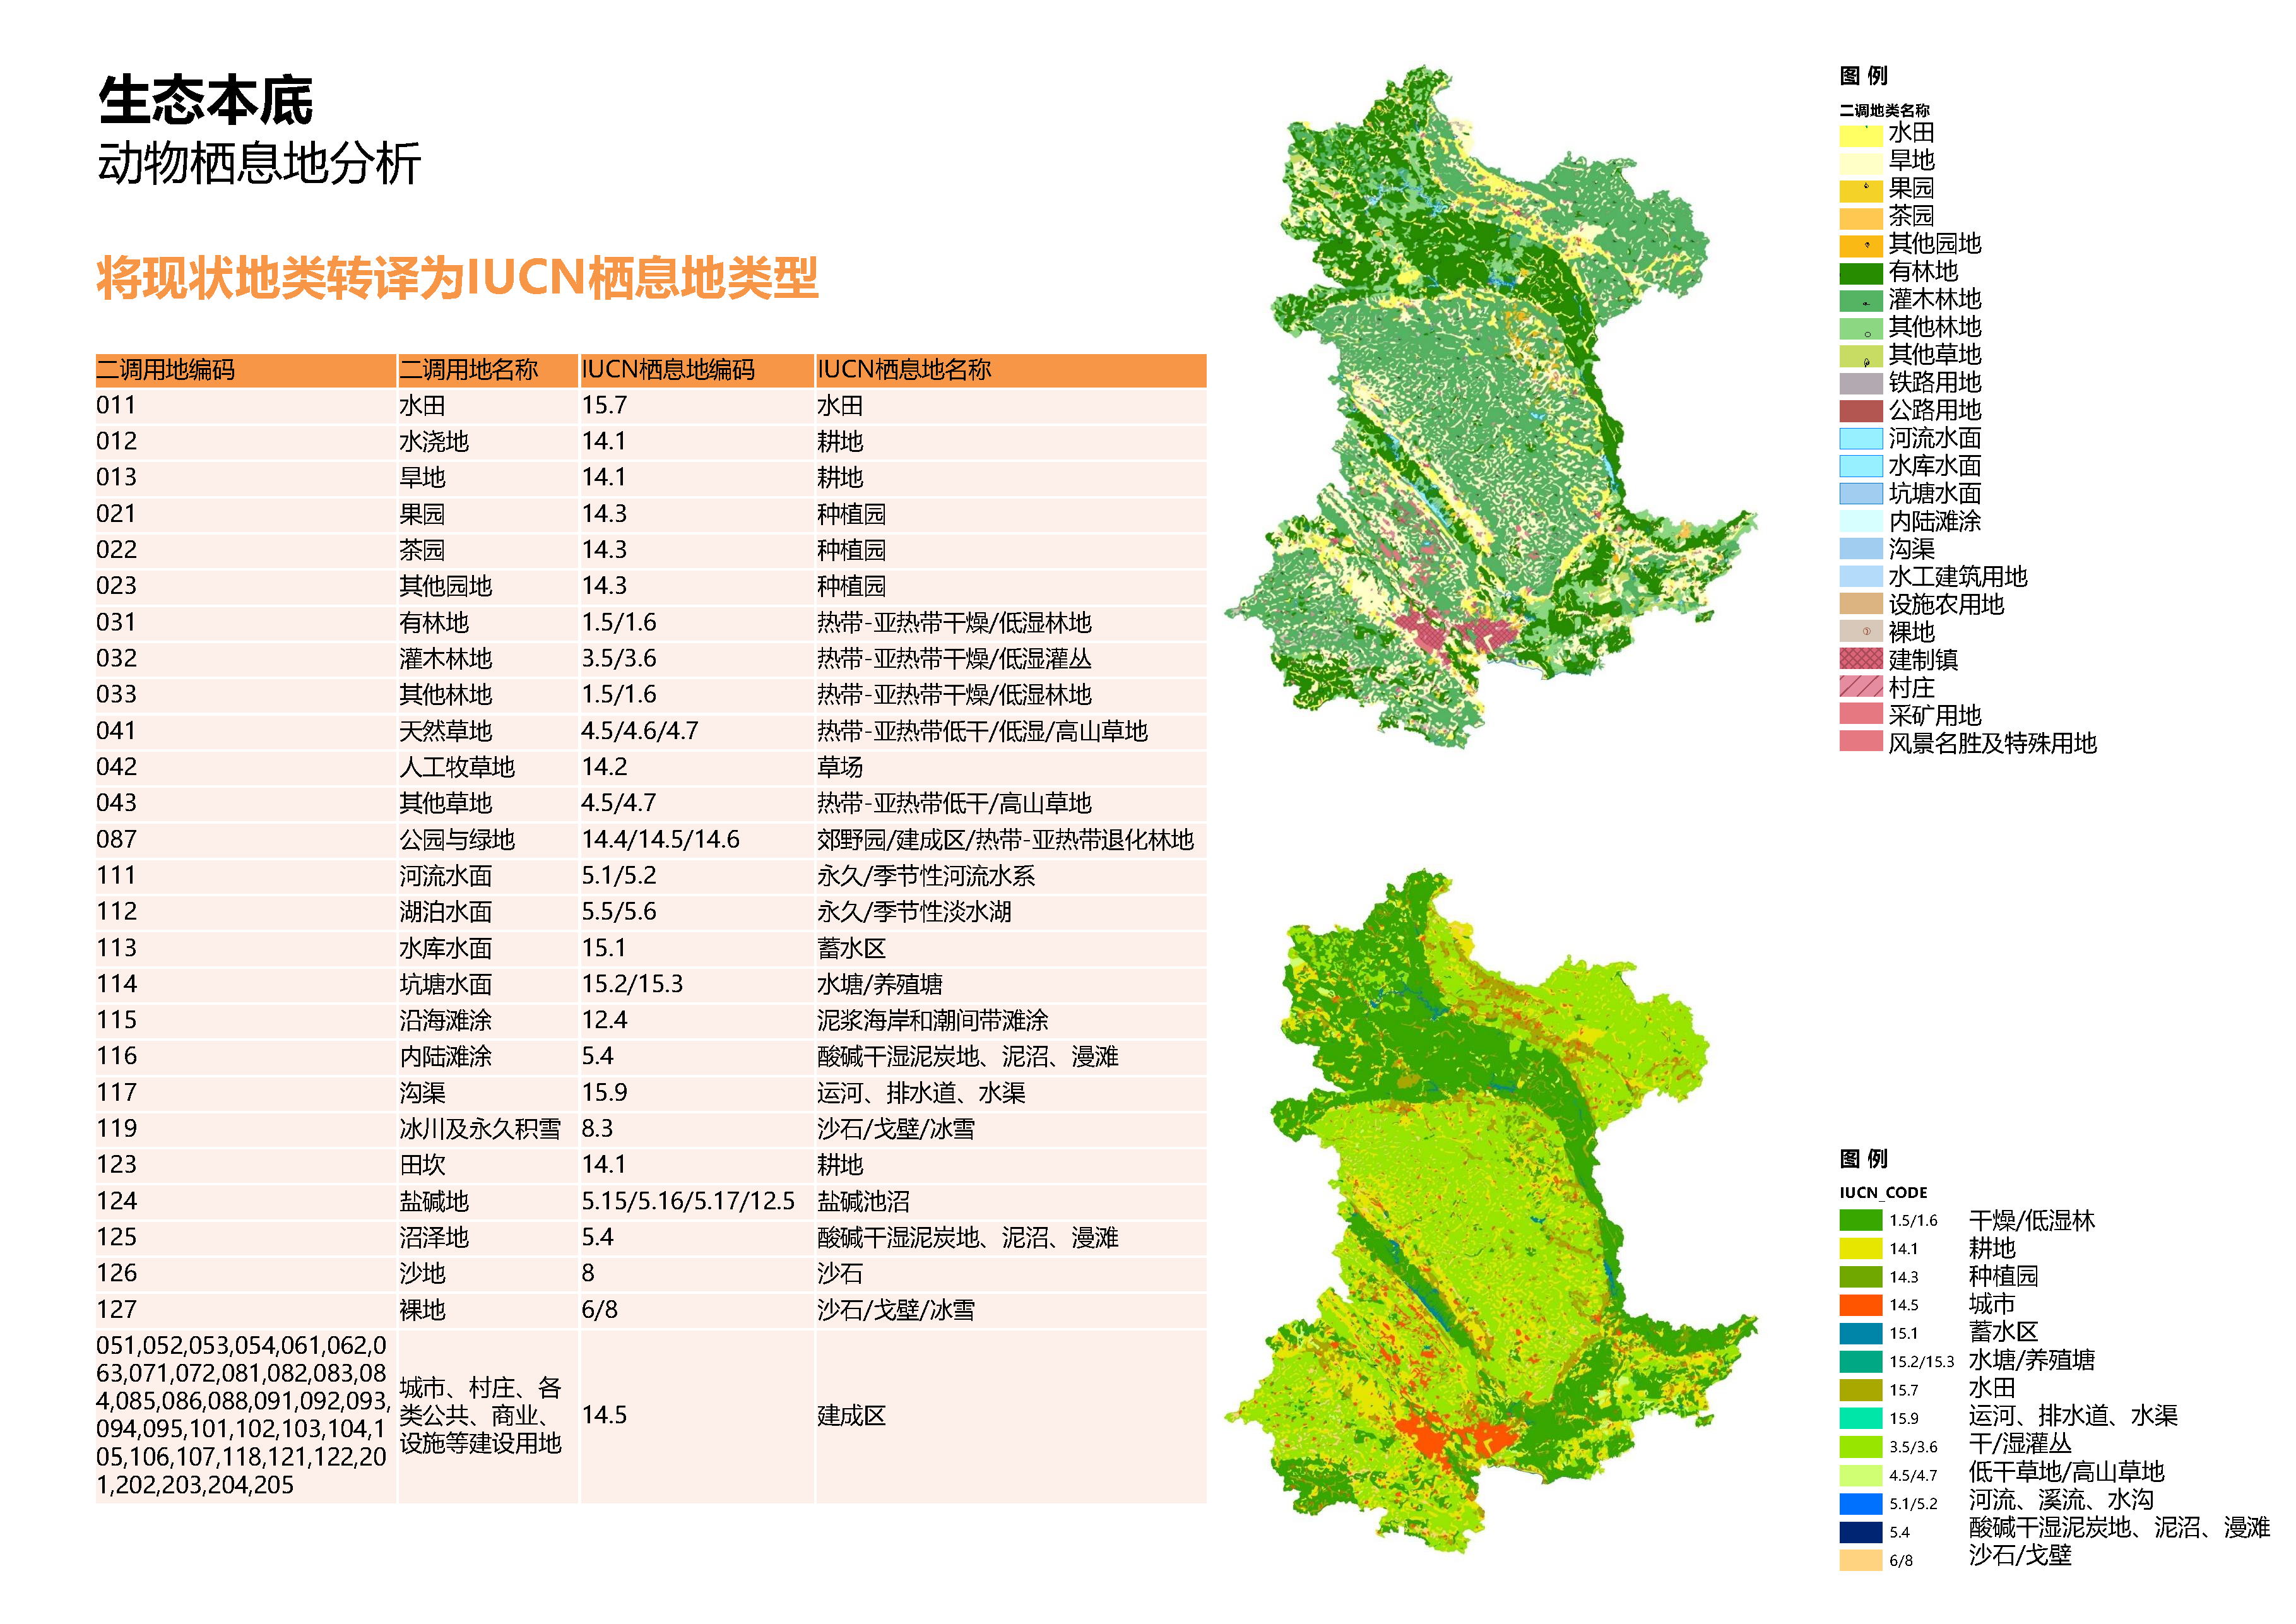 生态本底
动物栖息地分析
将现状地类转译为IUCN栖息地类型
二调用地编码 二调用地名称 IUCN栖息地编码 IUCN栖息地名称
011 水田 15.7 水田
012 水浇地 14.1 耕地
013 旱地 14.1 耕地
021 果园 14.3 种植园
022 茶园 14.3 种植园
023 其他园地 14.3 种植园
031 有林地 1.5/1.6 热带-亚热带干燥/低湿林地
032 灌木林地 3.5/3.6 热带-亚热带干燥/低湿灌丛
033 其他林地 1.5/1.6 热带-亚热带干燥/低湿林地
041 天然草地 4.5/4.6/4.7 热带-亚热带低干/低湿/高山草地
042 人工牧草地 14.2 草场
043 其他草地 4.5/4.7 热带-亚热带低干/高山草地
087 公园与绿地 14.4/14.5/14.6 郊野园/建成区/热带-亚热带退化林地
111 河流水面 5.1/5.2 永久/季节性河流水系
112 湖泊水面 5.5/5.6 永久/季节性淡水湖
113 水库水面 15.1 蓄水区
114 坑塘水面 15.2/15.3 水塘/养殖塘
115 沿海滩涂 12.4 泥浆海岸和潮间带滩涂
116 内陆滩涂 5.4 酸碱干湿泥炭地、泥沼、漫滩
117 沟渠 15.9 运河、排水道、水渠
119 冰川及永久积雪 8.3 沙石/戈壁/冰雪
123 田坎 14.1 耕地
124 盐碱地 5.15/5.16/5.17/12.5 盐碱池沼
125 沼泽地 5.4 酸碱干湿泥炭地、泥沼、漫滩
126 沙地 8 沙石
127 裸地 6/8 沙石/戈壁/冰雪
051,052,053,054,061,062,0
63,071,072,081,082,083,08
4,085,086,088,091,092,093,
094,095,101,102,103,104,1
05,106,107,118,121,122,20
1,202,203,204,205
城市、村庄、各
类公共、商业、
设施等建设用地
14.5
建成区
图 例
二调地类名称
水田
旱地
果园
茶园
其他园地
有林地
灌木林地
其他林地
其他草地
铁路用地
公路用地
河流水面
水库水面
坑塘水面
内陆滩涂
沟渠
水工建筑用地
设施农用地
裸地
建制镇
村庄
采矿用地
风景名胜及特殊用地
图 例
IUCN_CODE
1.5/1.6 干燥/低湿林
14.1 耕地
14.3 种植园
14.5 城市
15.1 蓄水区
15.2/15.3 水塘/养殖塘
15.7 水田
15.9 运河、排水道、水渠
3.5/3.6 干/湿灌丛
4.5/4.7 低干草地/高山草地
5.1/5.2 河流、溪流、水沟
5.4 酸碱干湿泥炭地、泥沼、漫滩
6/8 沙石/戈壁